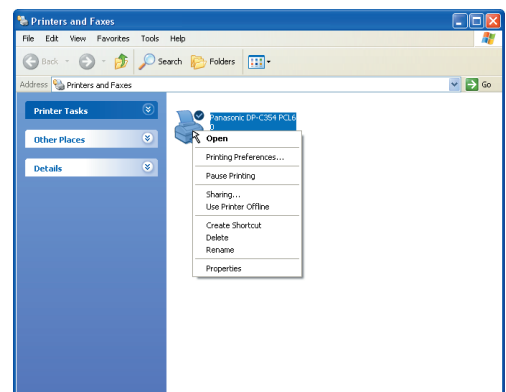 Printers and Faxes
File Edit View Favorites Tools Help
Back Search Folders
Address Printers and Faxes Go
Printer Tasks
Other Places
Details
Panasonic DP-C354 PCL6
0
Open
Printing Preferences...
Pause Printing
Sharing...
Use Printer Offline
Create Shortcut
Delete
Rename
Properties